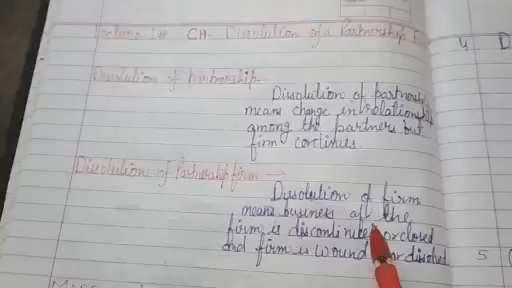 Lecture 1st CH- Dissolution of a Partnership F
Dissolution of Partnership-
Dissolution of partners
means change in relationship
among the partners but
firm continues.
Dissolution of Partnership firm →
Dissolution of firm
means business of the
firm is discontinued or closed
and firm is wound or dissolved
4 D
5